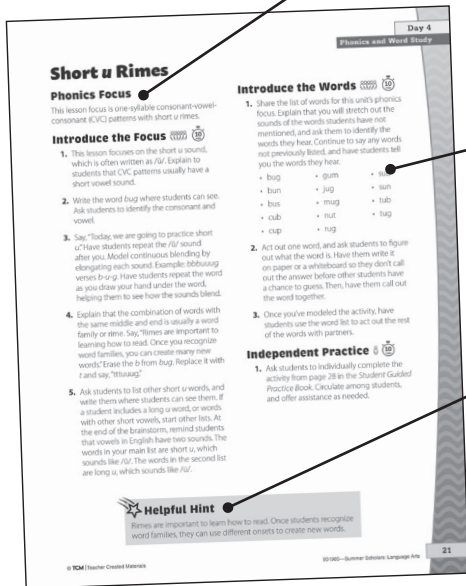 Day 4
Phonics and Word Study
Short u Rimes
Phonics Focus
This lesson focus is one-syllable consonant-vowel-
consonant (CVC) patterns with short u rimes.
Introduce the Focus 10
1. This lesson focuses on the short u sound,
which is often written as /ŭ/. Explain to
students that CVC patterns usually have a
short vowel sound.
2. Write the word bug where students can see.
Ask students to identify the consonant and
vowel.
3. Say, "Today, we are going to practice short
u." Have students repeat the /ŭ/ sound
after you. Model continuous blending by
elongating each sound. Example: bbbuuug
verses b-u-g. Have students repeat the word
as you draw your hand under the word,
helping them to see how the sounds blend.
4. Explain that the combination of words with
the same middle and end is usually a word
family or rime. Say, "Rimes are important to
learning how to read. Once you recognize
word families, you can create many new
words." Erase the b from bug. Replace it with
t and say, "ttuuug."
5. Ask students to list other short u words, and
write them where students can see them. If
a student includes a long u word, or words
with other short vowels, start other lists. At
the end of the brainstorm, remind students
that vowels in English have two sounds. The
words in your main list are short u, which
sounds like /ŭ/. The words in the second list
are long u, which sounds like /ū/.
Introduce the Words 10
1. Share the list of words for this unit's phonics
focus. Explain that you will stretch out the
sounds of the words students have not
mentioned, and ask them to identify the
words they hear. Continue to say any words
not previously listed, and have students tell
you the words they hear.
• bug
• bun
• bus
• cub
• cup
• gum
• jug
• mug
• nut
• rug
• sun
• tub
• tug
2. Act out one word, and ask students to figure
out what the word is. Have them write it
on paper or a whiteboard so they don't call
out the answer before other students have
a chance to guess. Then, have them call out
the word together.
3. Once you've modeled the activity, have
students use the word list to act out the rest
of the words with partners.
Independent Practice 10
1. Ask students to individually complete the
activity from page 28 in the Student Guided
Practice Book. Circulate among students,
and offer assistance as needed.
Helpful Hint
Rimes are important to learn how to read. Once students recognize
word families, they can use different onsets to create new words.
© TCM | Teacher Created Materials
901965—Summer Scholars: Language Arts
21